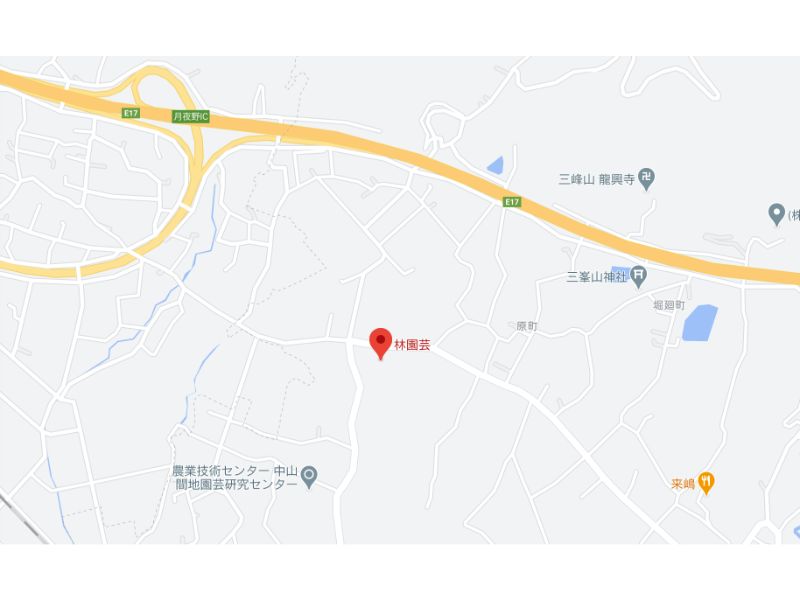 E17
月夜野IC
三峰山 龍興寺
E17
(株
三峯山神社
堀廻町
原町
林園芸
農業技術センター 中山
間地園芸研究センター
来嶋